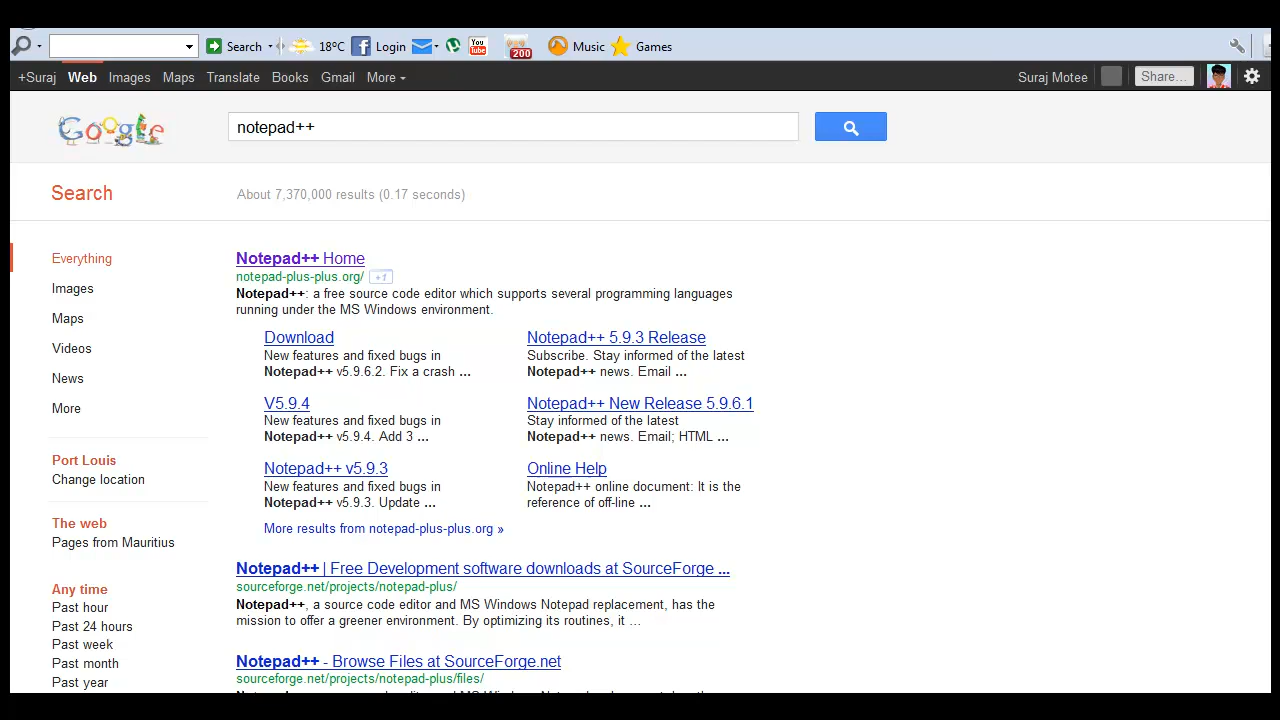 Search 18ºC Login You Tube 200 Music Games
+Suraj Web Images Maps Translate Books Gmail More Suraj Motee Share...
Google notepad++
Search About 7,370,000 results (0.17 seconds)
Everything
Images
Maps
Videos
News
More
Port Louis
Change location
The web
Pages from Mauritius
Any time
Past hour
Past 24 hours
Past week
Past month
Past year
Notepad++ Home
notepad-plus-plus.org/ +1
Notepad++: a free source code editor which supports several programming languages
running under the MS Windows environment.
Download
New features and fixed bugs in
Notepad++ v5.9.6.2. Fix a crash ...
Notepad++ 5.9.3 Release
Subscribe. Stay informed of the latest
Notepad++ news. Email ...
V5.9.4
New features and fixed bugs in
Notepad++ v5.9.4. Add 3 ...
Notepad++ New Release 5.9.6.1
Stay informed of the latest
Notepad++ news. Email; HTML ...
Notepad++ v5.9.3
New features and fixed bugs in
Notepad++ v5.9.3. Update ...
Online Help
Notepad++ online document: It is the
reference of off-line ...
More results from notepad-plus-plus.org »
Notepad++ | Free Development software downloads at SourceForge ...
sourceforge.net/projects/notepad-plus/
Notepad++, a source code editor and MS Windows Notepad replacement, has the
mission to offer a greener environment. By optimizing its routines, it ...
Notepad++ - Browse Files at SourceForge.net
sourceforge.net/projects/notepad-plus/files/